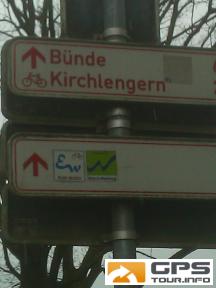 Bünde
Kirchlengern
GPS
TOUR.INFO